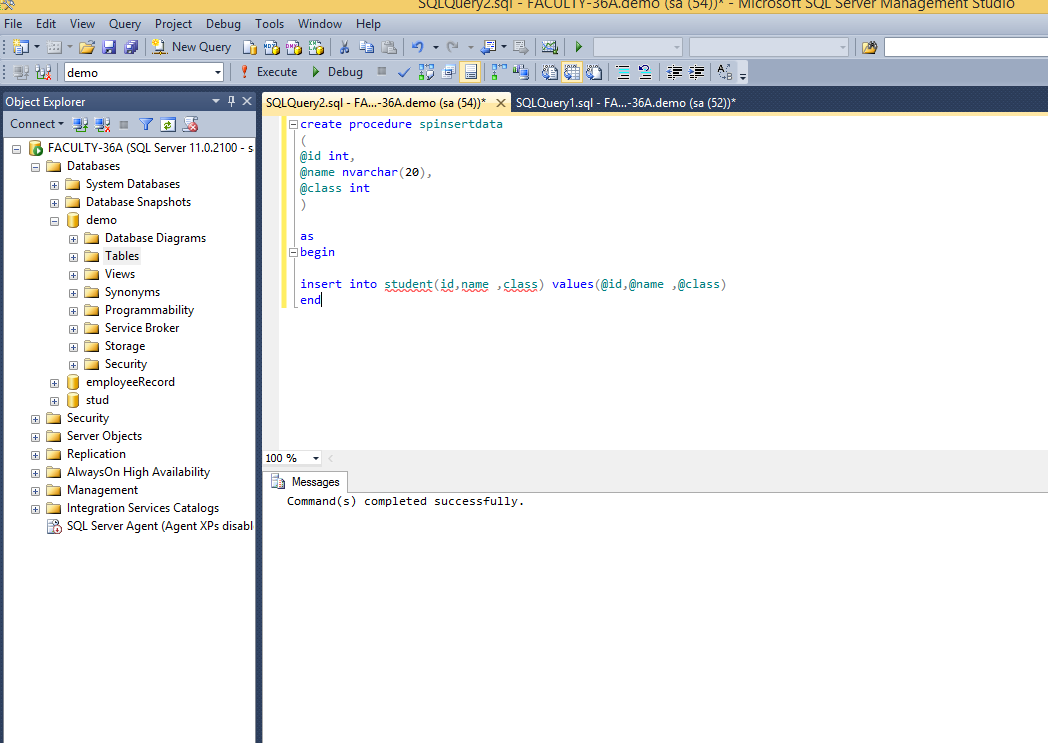 SQLQuery2.sql - FACULTY-36A.demo (sa (54))* - Microsoft SQL Server Management Studio
File Edit View Query Project Debug Tools Window Help
New Query
demo Execute Debug
Object Explorer
Connect
FACULTY-36A (SQL Server 11.0.2100 - s
Databases
System Databases
Database Snapshots
demo
Database Diagrams
Tables
Views
Synonyms
Programmability
Service Broker
Storage
Security
employeeRecord
stud
Security
Server Objects
Replication
AlwaysOn High Availability
Management
Integration Services Catalogs
SQL Server Agent (Agent XPs disabl
SQLQuery2.sql - FA...-36A.demo (sa (54))* SQLQuery1.sql - FA...-36A.demo (sa (52))*
create procedure spinsertdata
(
@id int,
@name nvarchar(20),
@class int
)
as
begin
insert into student(id,name ,class) values(@id,@name ,@class)
end
100 %
Messages
Command(s) completed successfully.